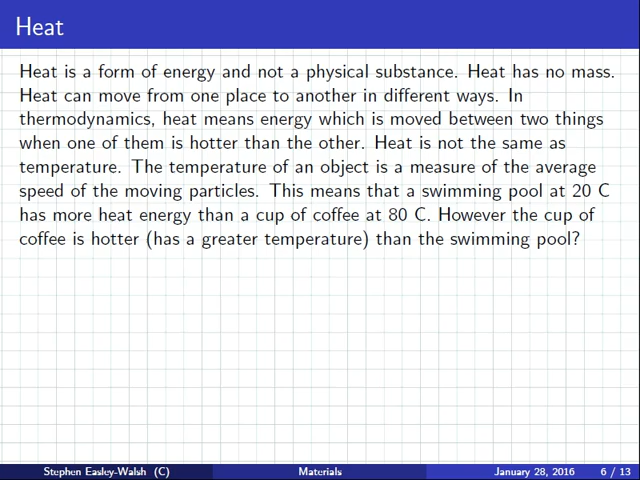 Heat
Heat is a form of energy and not a physical substance. Heat has no mass.
Heat can move from one place to another in different ways. In
thermodynamics, heat means energy which is moved between two things
when one of them is hotter than the other. Heat is not the same as
temperature. The temperature of an object is a measure of the average
speed of the moving particles. This means that a swimming pool at 20 C
has more heat energy than a cup of coffee at 80 C. However the cup of
coffee is hotter (has a greater temperature) than the swimming pool?
Stephen Easley-Walsh (C) Materials January 28, 2016 6 / 13